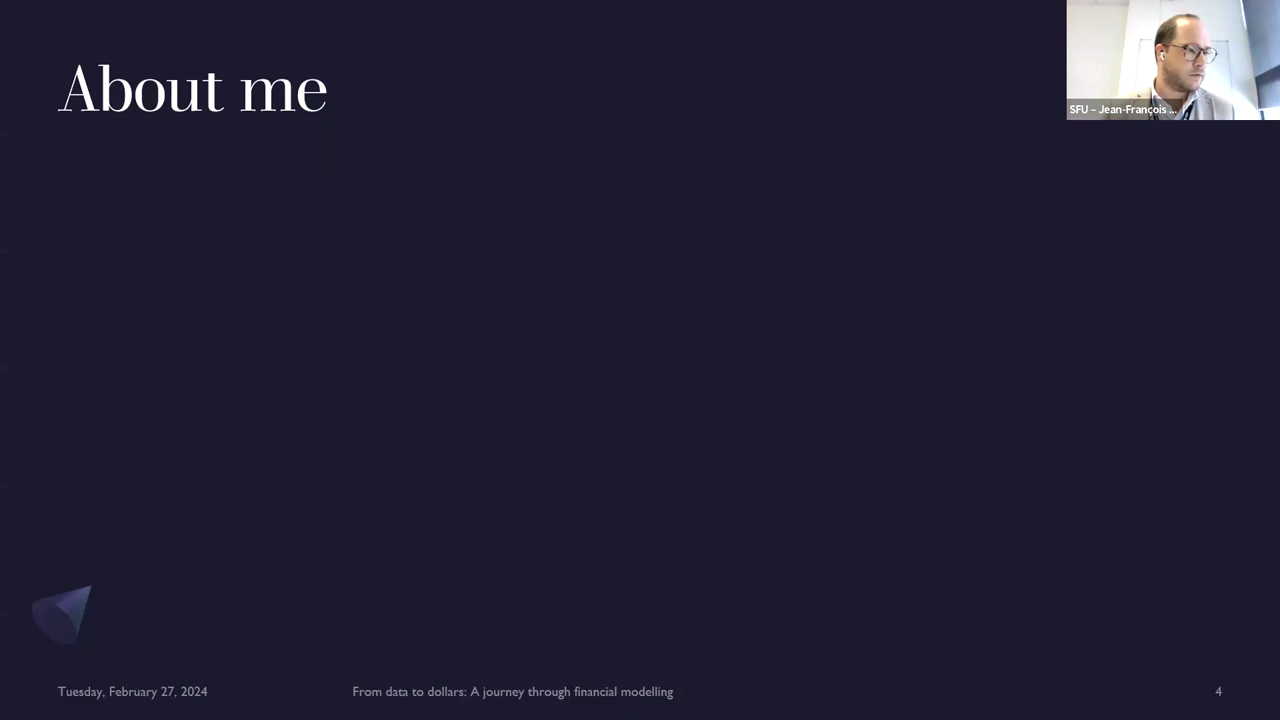 About me
SFU – Jean-François ...
Tuesday, February 27, 2024
From data to dollars: A journey through financial modelling
4